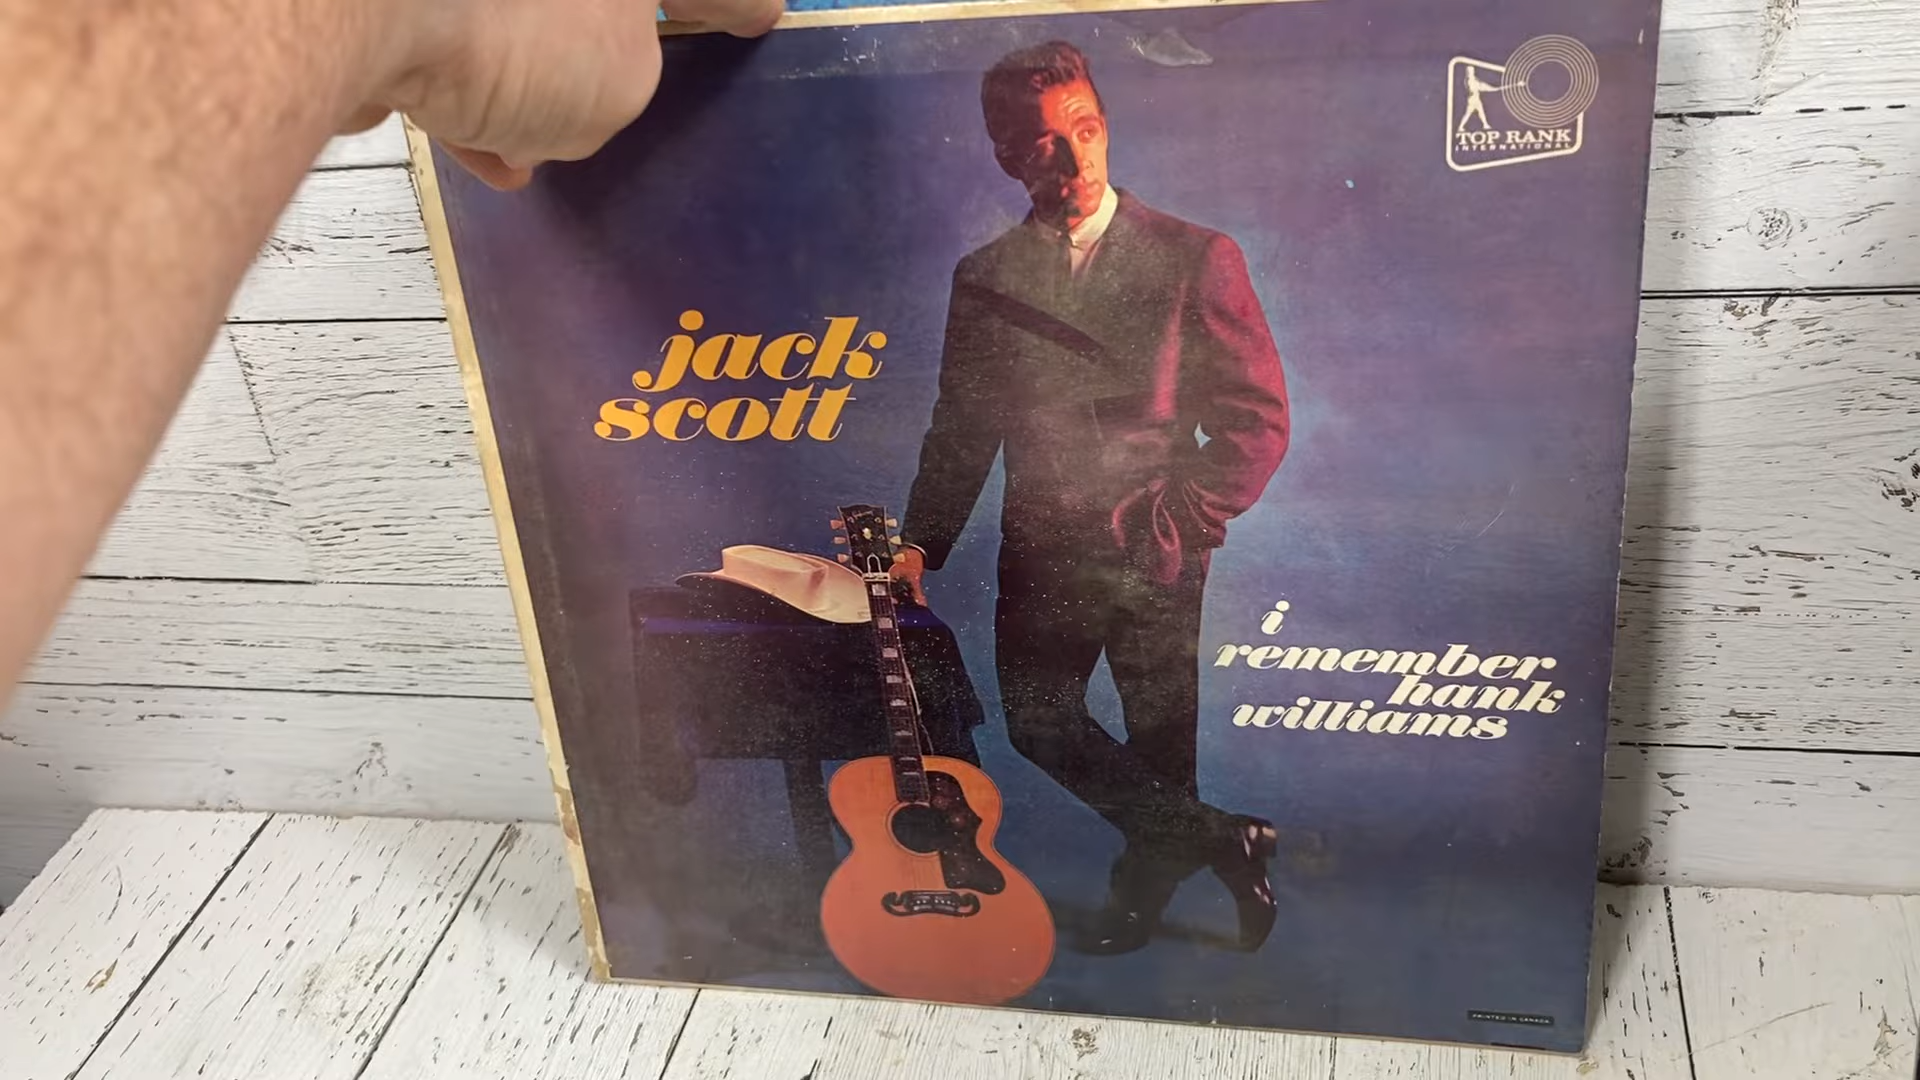 TOP RANK
INTERNATIONAL
jack
scott
i
remember
hank
williams
PRINTED IN CANADA